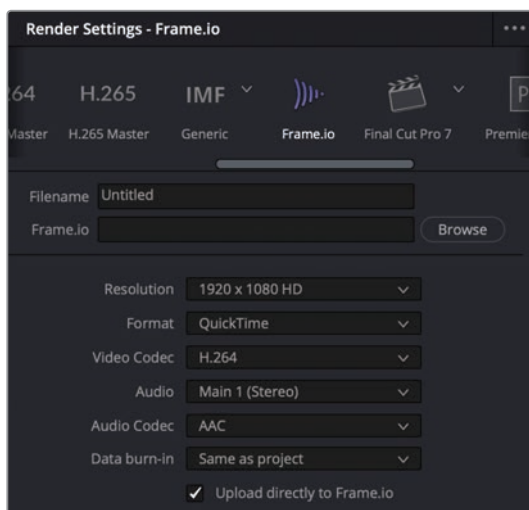 Render Settings - Frame.io
264 H.265 IMF
Master H.265 Master Generic Frame.io Final Cut Pro 7 Premie
Filename Untitled
Frame.io Browse
Resolution 1920 x 1080 HD
Format QuickTime
Video Codec H.264
Audio Main 1 (Stereo)
Audio Codec AAC
Data burn-in Same as project
Upload directly to Frame.io